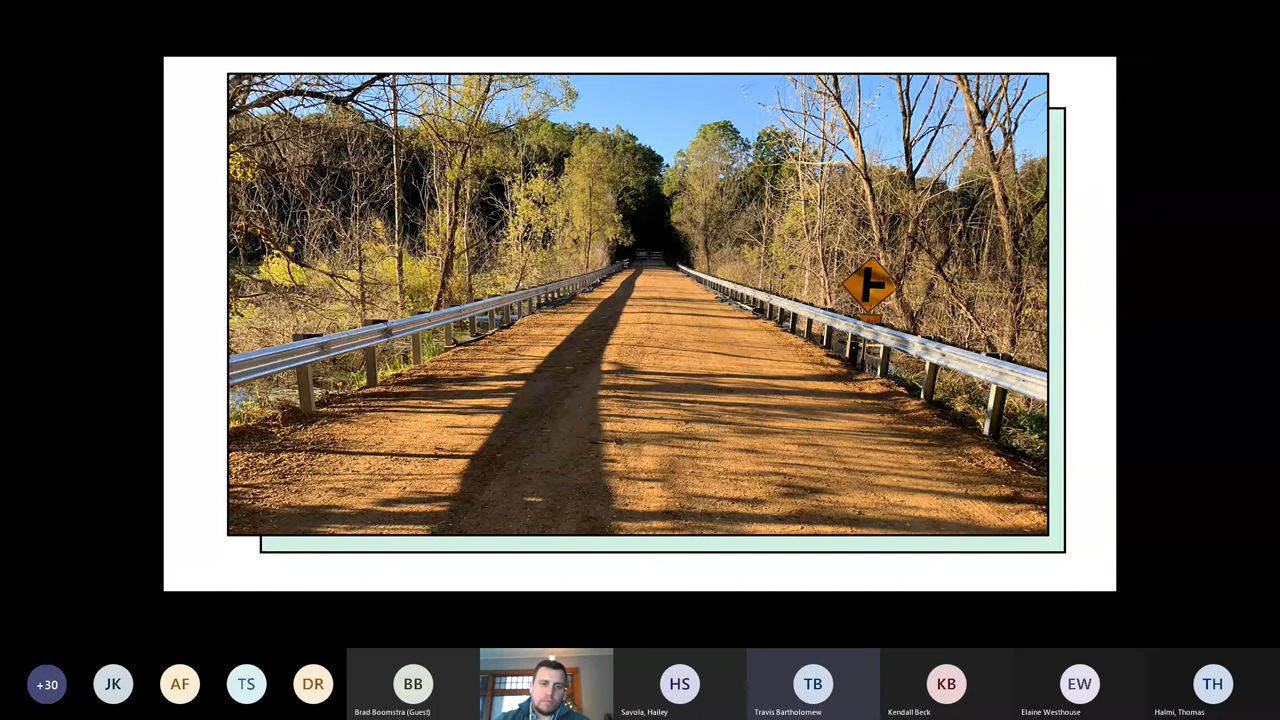 +30
JK
AF
TS
DR
BB
Brad Boomstra (Guest)
HS
Savola, Hailey
TB
Travis Bartholomew
KB
Kendall Beck
EW
Elaine Westhouse
TH
Halmi, Thomas